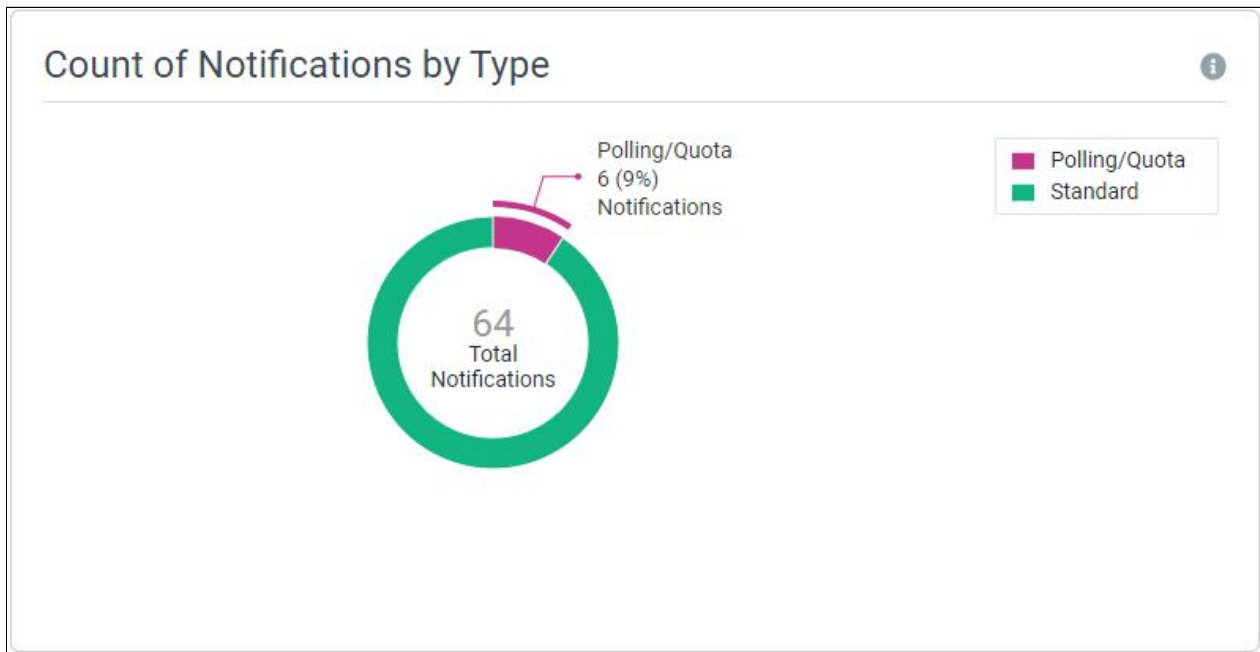 Count of Notifications by Type
Polling/Quota
6 (9%)
Notifications
Polling/Quota
Standard
64
Total
Notifications